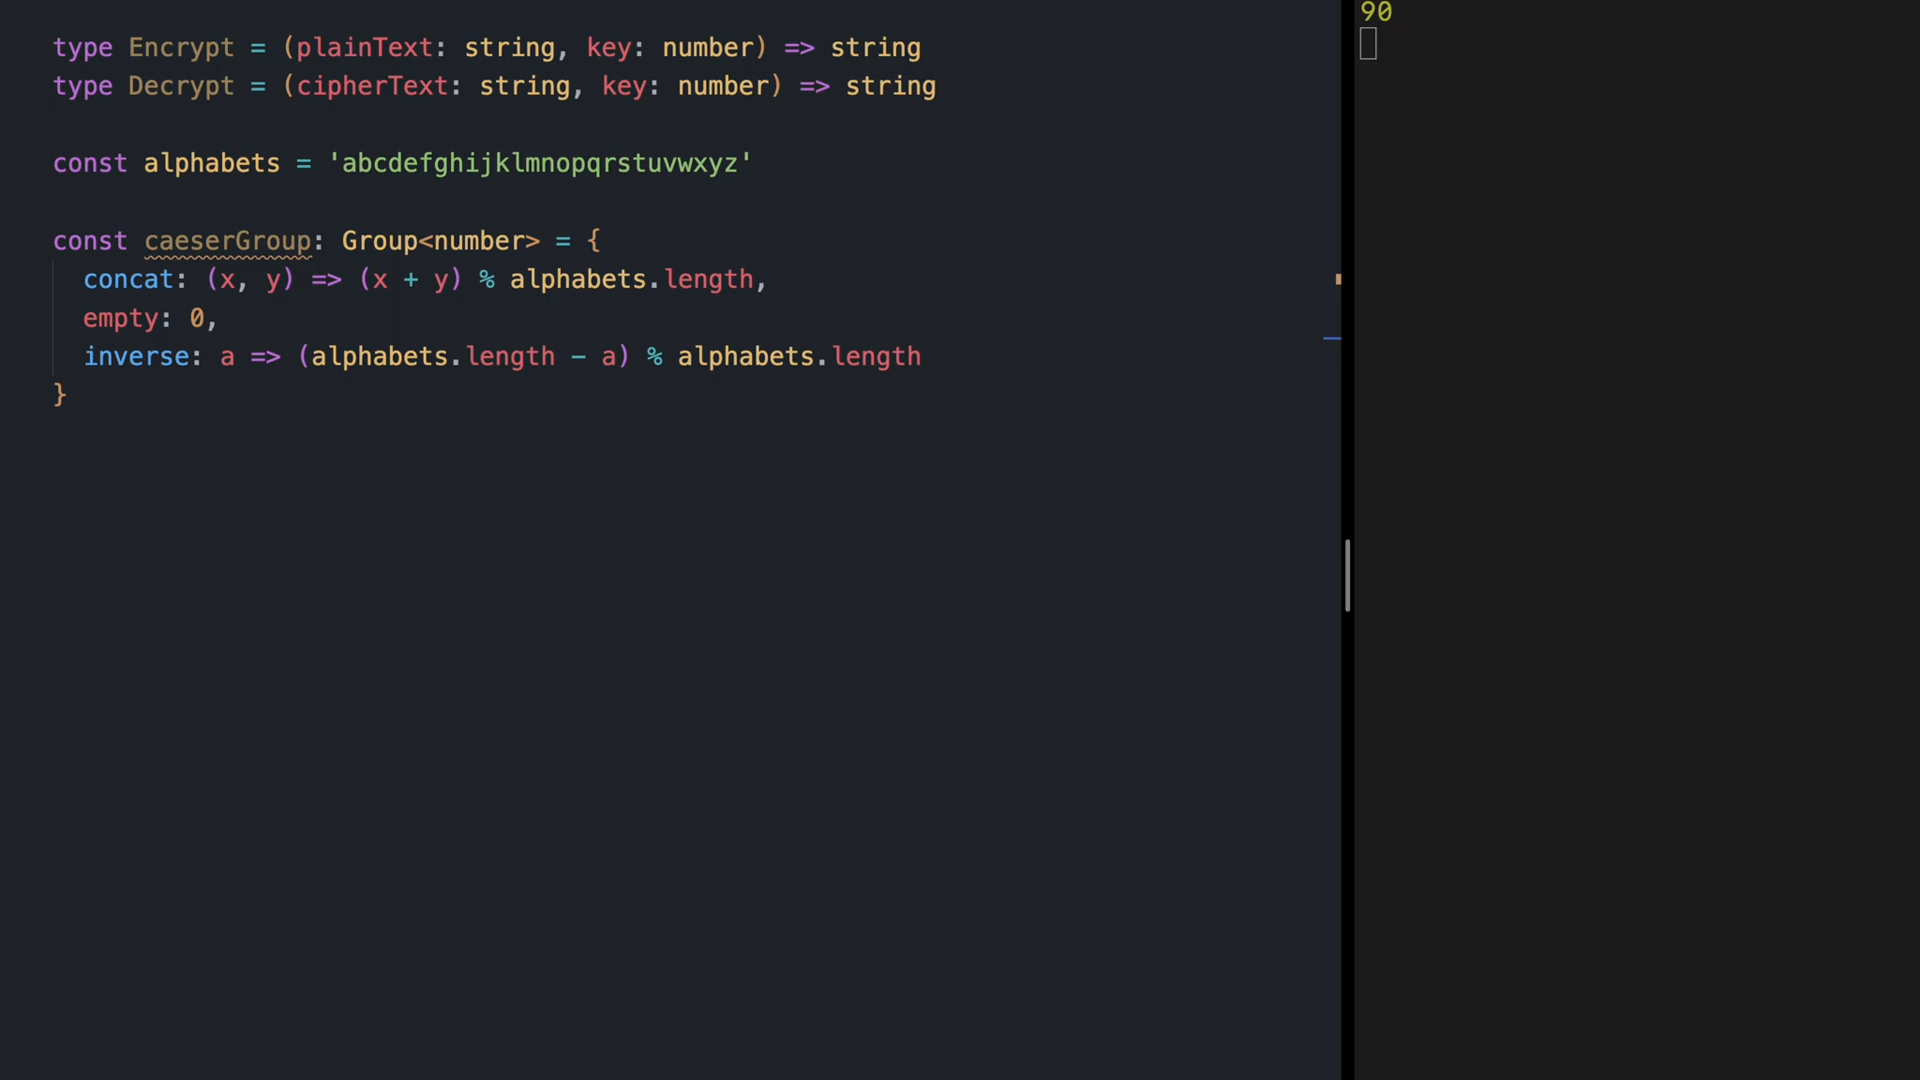 type Encrypt = (plainText: string, key: number) => string
type Decrypt = (cipherText: string, key: number) => string
const alphabets = 'abcdefghijklmnopqrstuvwxyz'
const caeserGroup: Group<number> = {
concat: (x, y) => (x + y) % alphabets.length,
empty: 0,
inverse: a => (alphabets.length - a) % alphabets.length
}
90